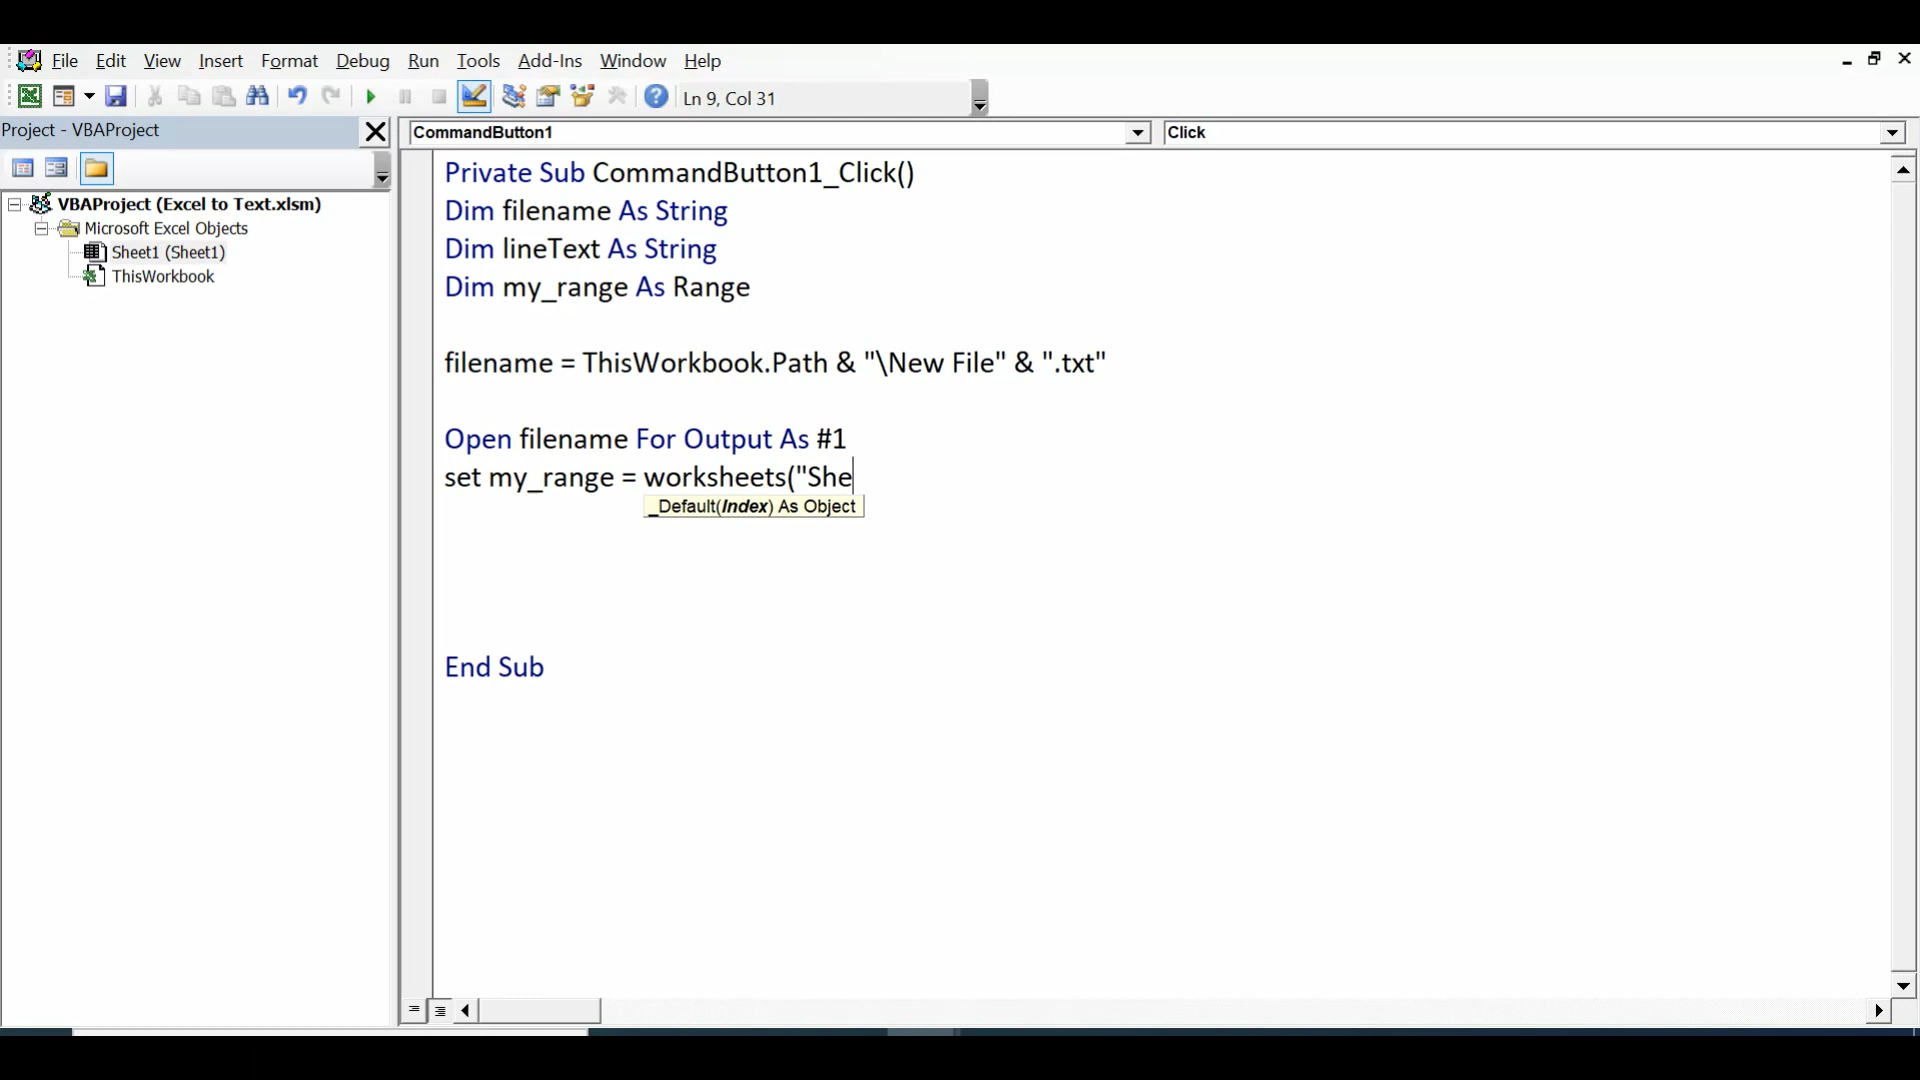 File Edit View Insert Format Debug Run Tools Add-Ins Window Help
Ln 9, Col 31
Project - VBAProject
CommandButton1 Click
VBAProject (Excel to Text.xlsm)
Microsoft Excel Objects
Sheet1 (Sheet1)
ThisWorkbook
Private Sub CommandButton1_Click()
Dim filename As String
Dim lineText As String
Dim my_range As Range
filename = ThisWorkbook.Path & "\New File" & ".txt"
Open filename For Output As #1
set my_range = worksheets("She
_Default(Index) As Object
End Sub